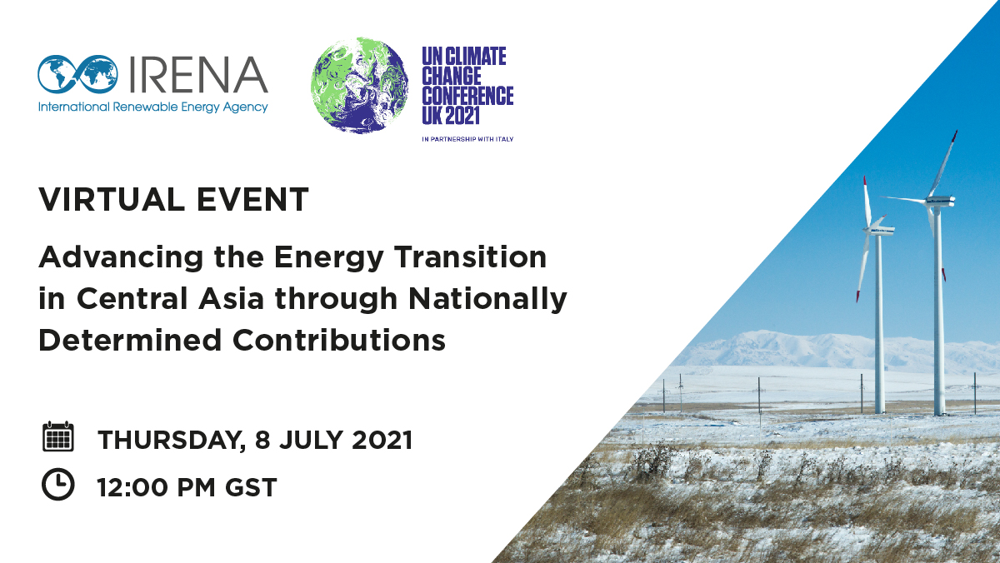 IRENA
International Renewable Energy Agency
UN CLIMATE
CHANGE
CONFERENCE
UK 2021
IN PARTNERSHIP WITH ITALY
VIRTUAL EVENT
Advancing the Energy Transition
in Central Asia through Nationally
Determined Contributions
THURSDAY, 8 JULY 2021
12:00 PM GST